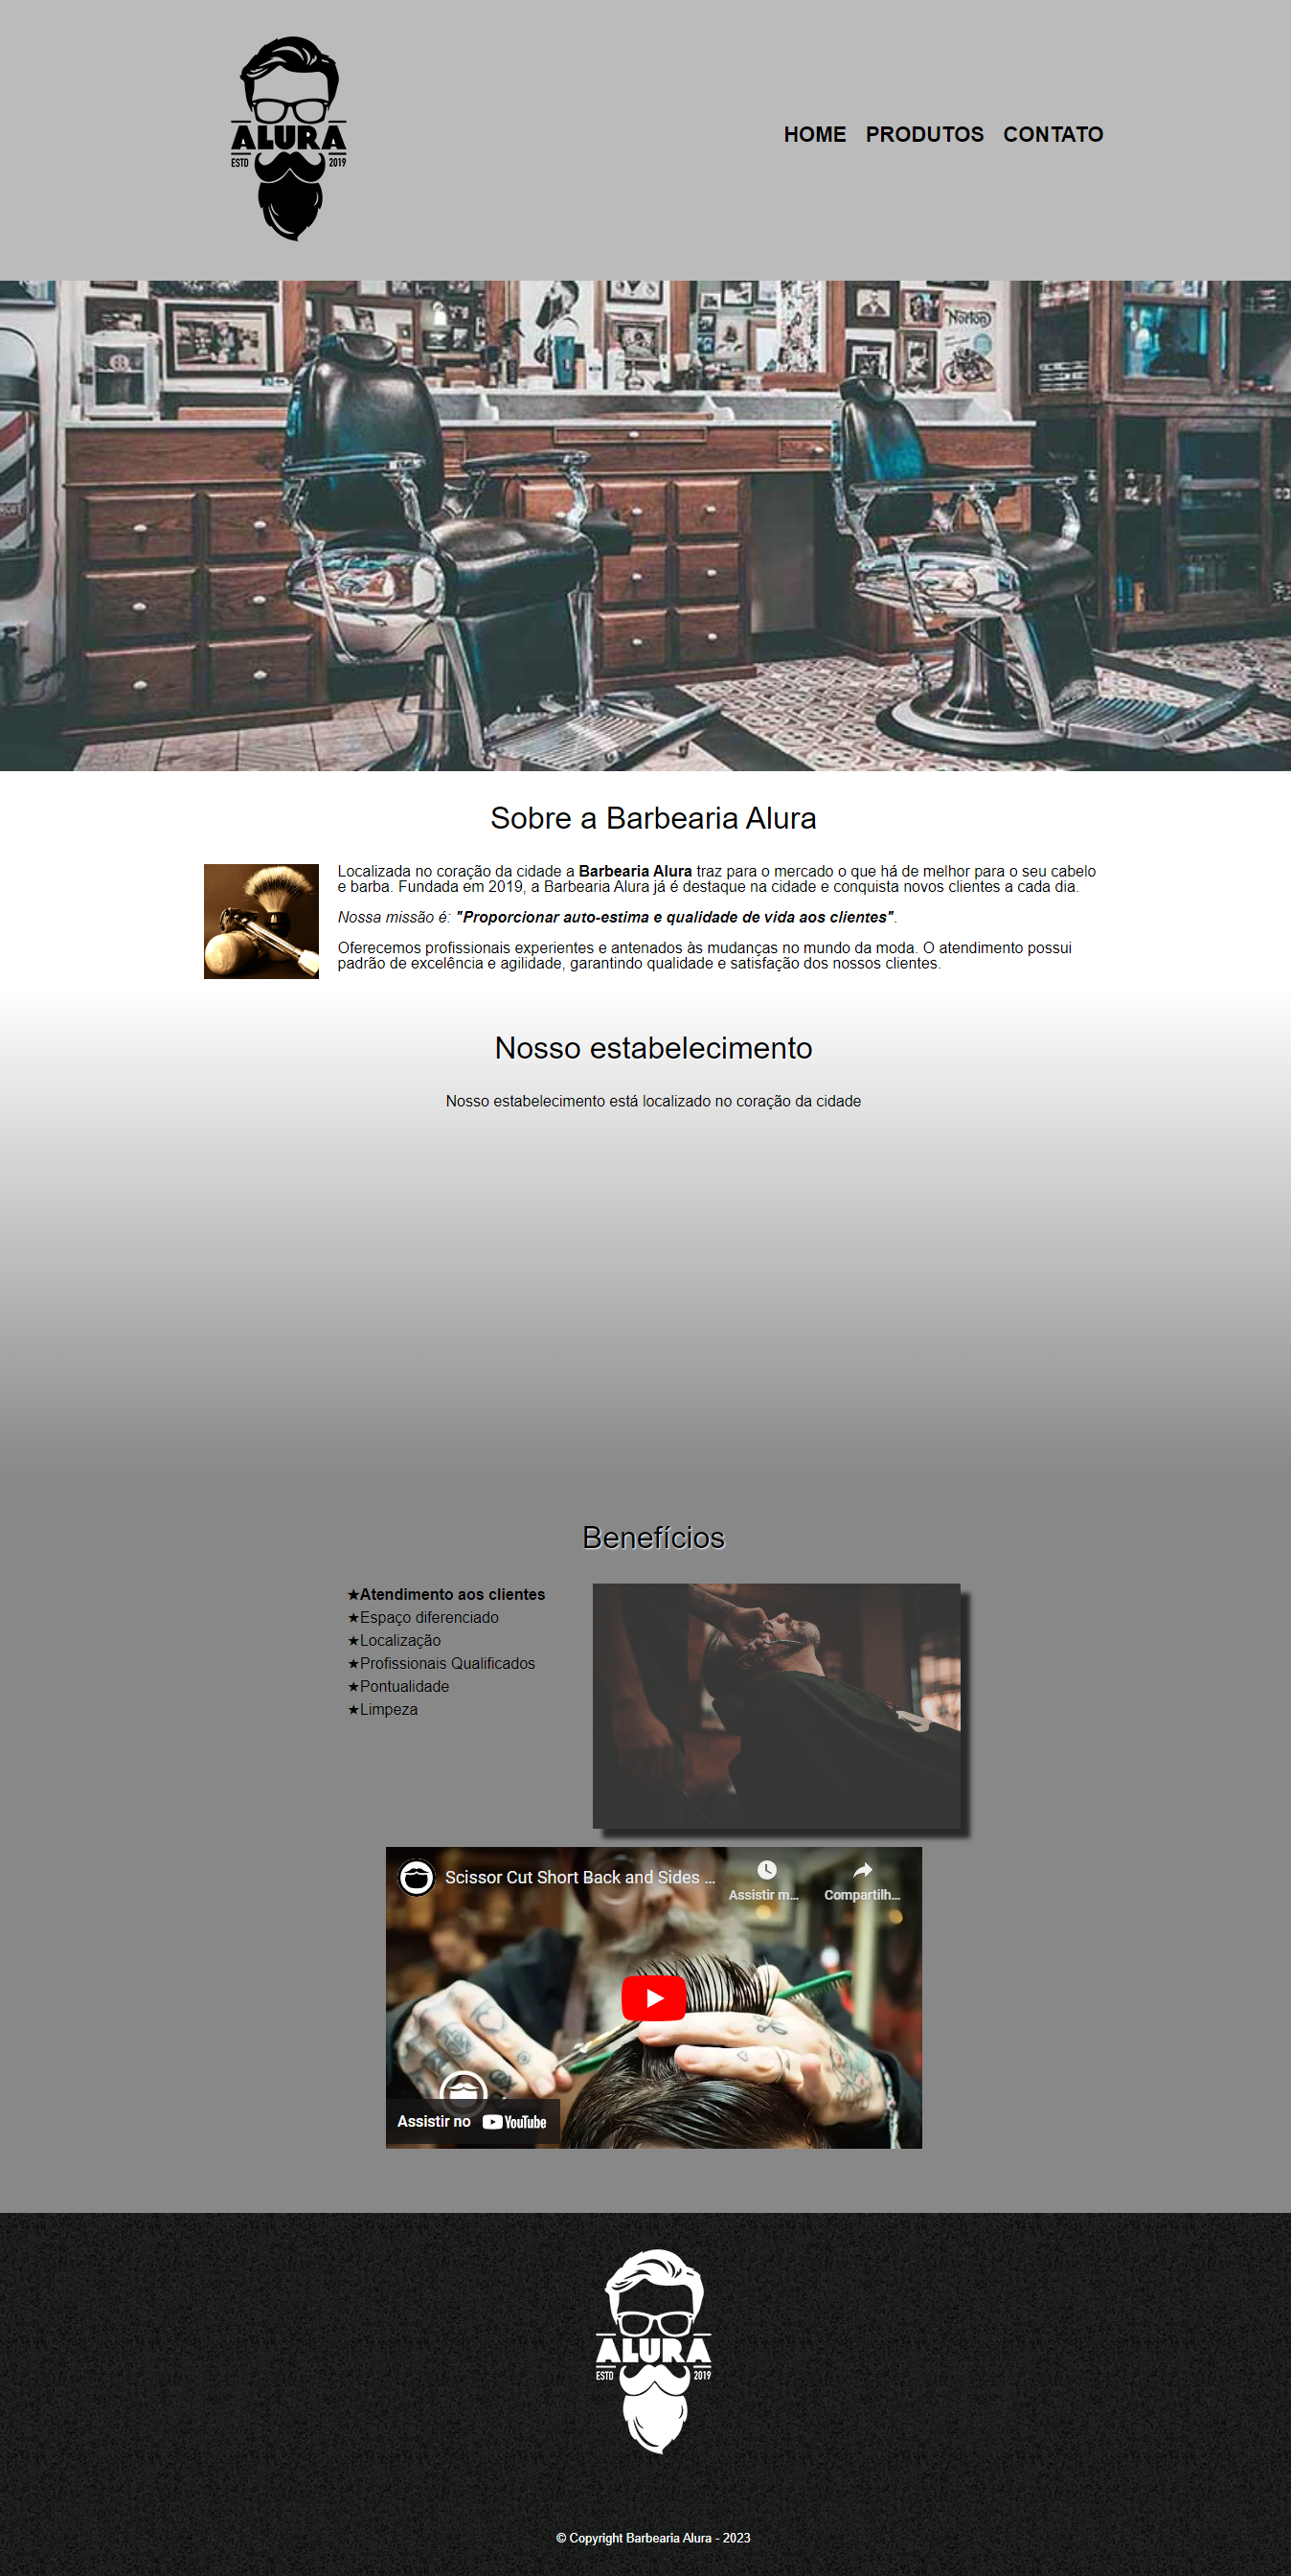 ALURA
ESTD 2019
HOME PRODUTOS CONTATO
Norton
Sobre a Barbearia Alura
Localizada no coração da cidade a Barbearia Alura traz para o mercado o que há de melhor para o seu cabelo
e barba. Fundada em 2019, a Barbearia Alura já é destaque na cidade e conquista novos clientes a cada dia.
Nossa missão é: "Proporcionar auto-estima e qualidade de vida aos clientes".
Oferecemos profissionais experientes e antenados às mudanças no mundo da moda. O atendimento possui
padrão de excelência e agilidade, garantindo qualidade e satisfação dos nossos clientes.
Nosso estabelecimento
Nosso estabelecimento está localizado no coração da cidade
Benefícios
★Atendimento aos clientes
★Espaço diferenciado
★Localização
★Profissionais Qualificados
★Pontualidade
★Limpeza
Scissor Cut Short Back and Sides ...
Assistir m... Compartilh...
Assistir no YouTube
ALURA
ESTD 2019
© Copyright Barbearia Alura - 2023